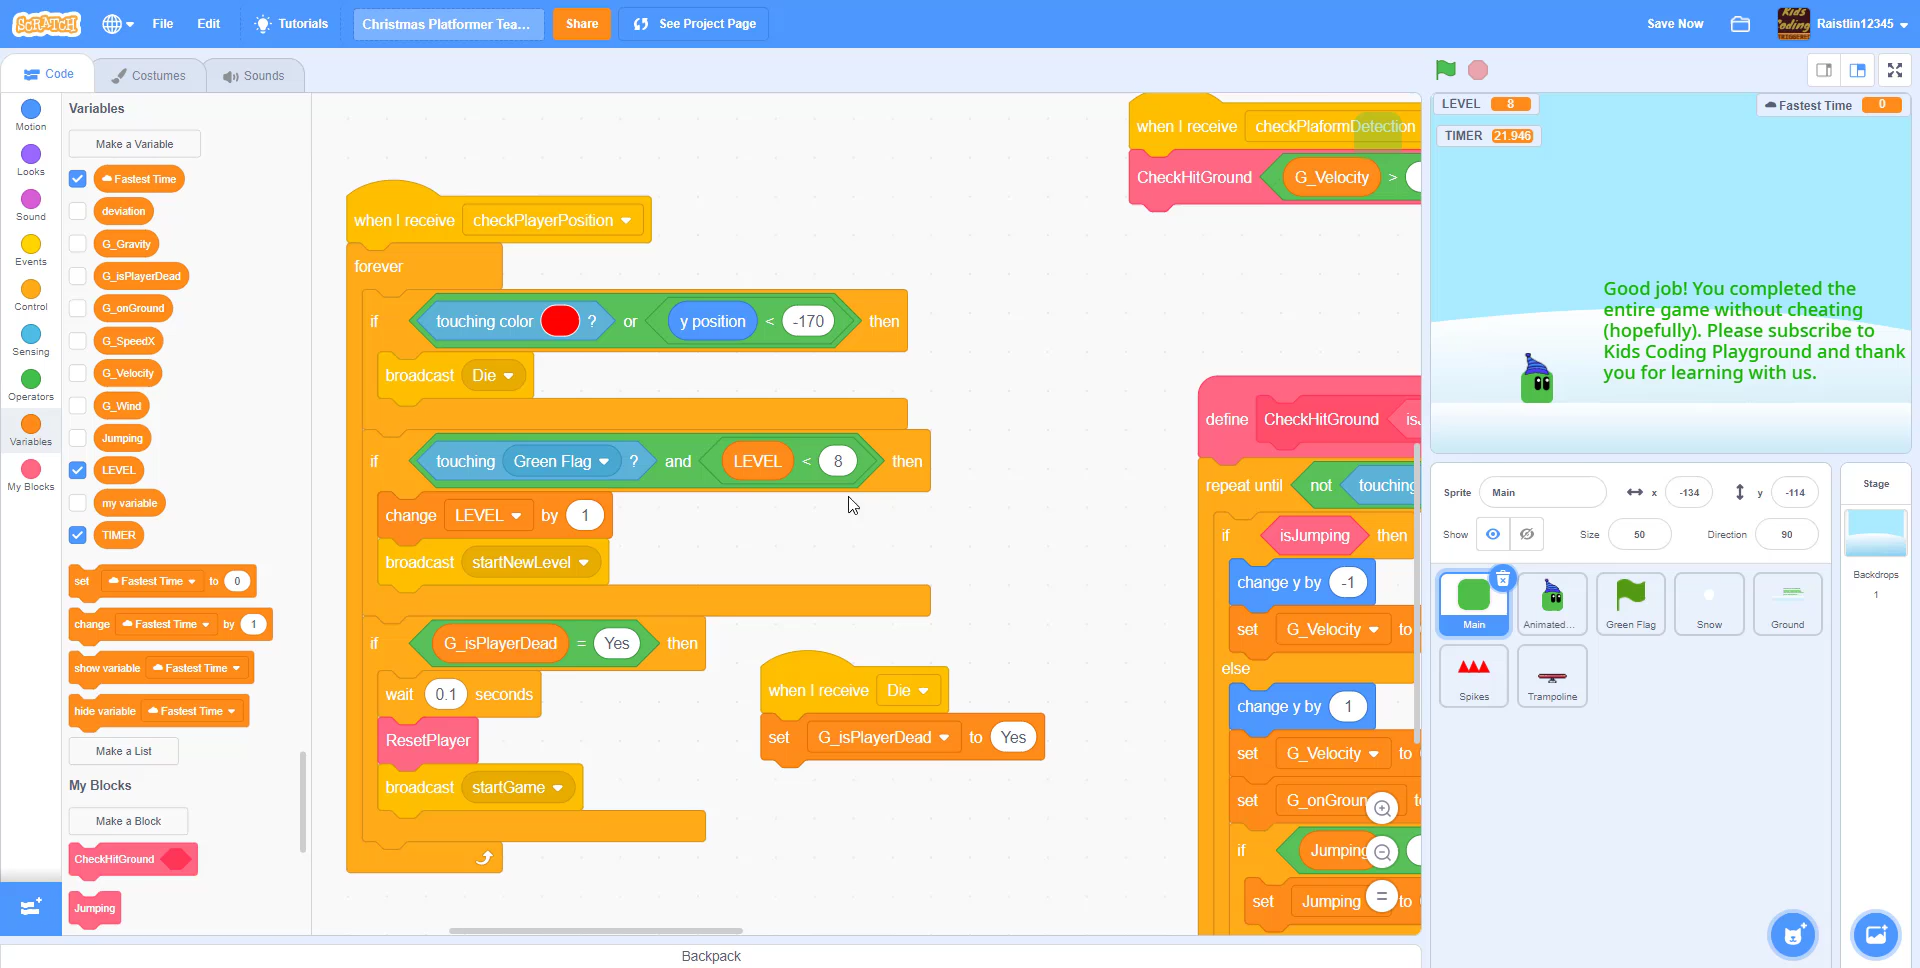 SCRATCH
File
Edit
Tutorials
Christmas Platformer Tea...
Share
See Project Page
Save Now
Raistlin12345
Code
Costumes
Sounds
Motion
Looks
Sound
Events
Control
Sensing
Operators
Variables
My Blocks
Variables
Make a Variable
Fastest Time
deviation
G_Gravity
G_isPlayerDead
G_onGround
G_SpeedX
G_Velocity
G_Wind
Jumping
LEVEL
my variable
TIMER
set Fastest Time to 0
change Fastest Time by 1
show variable Fastest Time
hide variable Fastest Time
Make a List
My Blocks
Make a Block
CheckHitGround
Jumping
when I receive checkPlayerPosition
forever
if touching color ? or y position < -170 then
broadcast Die
if touching Green Flag ? and LEVEL < 8 then
change LEVEL by 1
broadcast startNewLevel
if G_isPlayerDead = Yes then
wait 0.1 seconds
ResetPlayer
broadcast startGame
when I receive Die
set G_isPlayerDead to Yes
when I receive checkPlaformDetection
CheckHitGround G_Velocity >
define CheckHitGround
repeat until not touching
if isJumping then
change y by -1
set G_Velocity to
else
change y by 1
set G_Velocity to
set G_onGroun
if Jumping
set Jumping to
Backpack
LEVEL 8
TIMER 21.946
Fastest Time 0
Good job! You completed the
entire game without cheating
(hopefully). Please subscribe to
Kids Coding Playground and thank
you for learning with us.
Sprite Main x -134 y -114
Show Size 50 Direction 90
Main
Animated...
Green Flag
Snow
Ground
Spikes
Trampoline
Stage
Backdrops
1